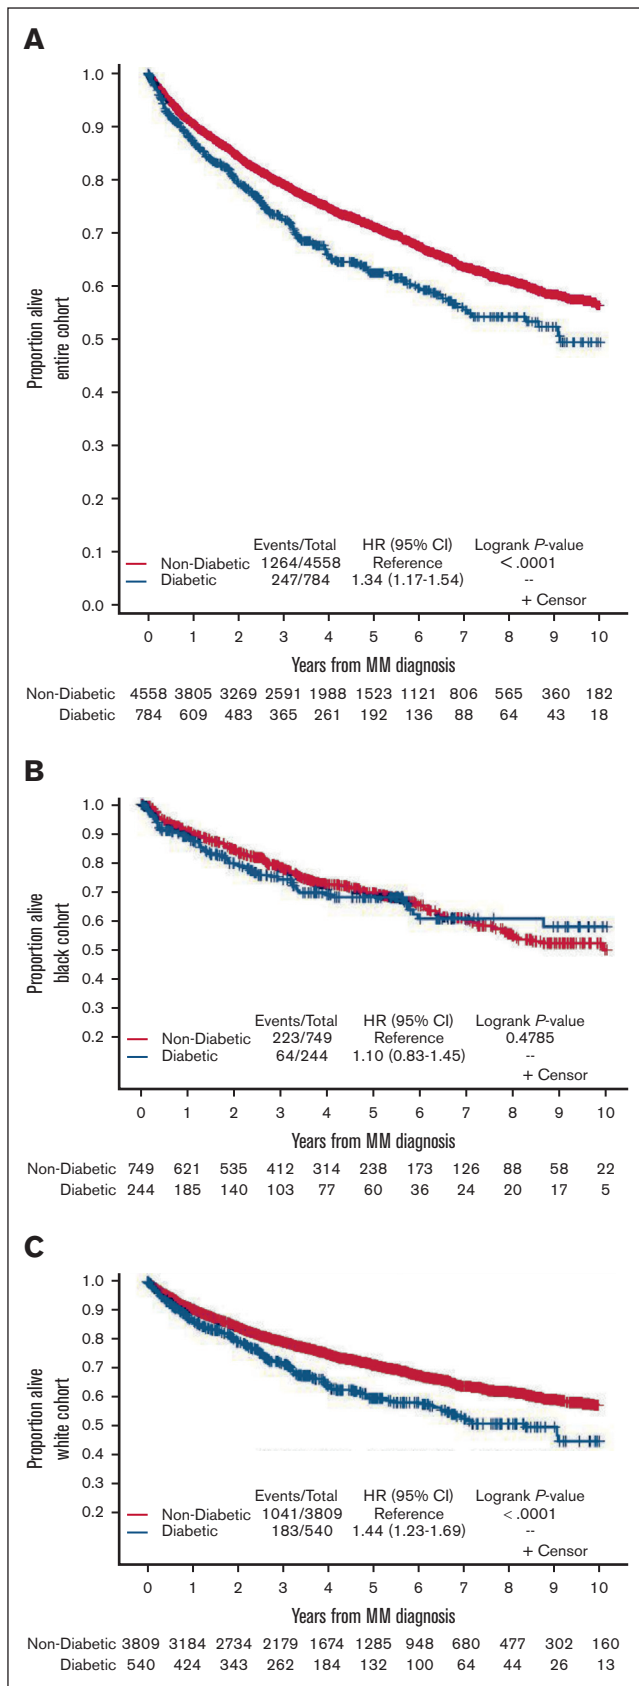 A
1.0
0.9
0.8
0.7
0.6
0.5
0.4
0.3
0.2
0.1
0.0
Proportion alive
entire cohort
Events/Total HR (95% CI) Logrank P-value
Non-Diabetic 1264/4558 Reference <.0001
Diabetic 247/784 1.34 (1.17-1.54) --
+ Censor
0 1 2 3 4 5 6 7 8 9 10
Years from MM diagnosis
Non-Diabetic 4558 3805 3269 2591 1988 1523 1121 806 565 360 182
Diabetic 784 609 483 365 261 192 136 88 64 43 18
B
1.0
0.9
0.8
0.7
0.6
0.5
0.4
0.3
0.2
Proportion alive
black cohort
Events/Total HR (95% CI) Logrank P-value
Non-Diabetic 223/749 Reference 0.4785
Diabetic 64/244 1.10 (0.83-1.45) --
+ Censor
0 1 2 3 4 5 6 7 8 9 10
Years from MM diagnosis
Non-Diabetic 749 621 535 412 314 238 173 126 88 58 22
Diabetic 244 185 140 103 77 60 36 24 20 17 5
C
1.0
0.9
0.8
0.7
0.6
0.5
0.4
0.3
0.2
Proportion alive
white cohort
Events/Total HR (95% CI) Logrank P-value
Non-Diabetic 1041/3809 Reference <.0001
Diabetic 183/540 1.44 (1.23-1.69) --
+ Censor
0 1 2 3 4 5 6 7 8 9 10
Years from MM diagnosis
Non-Diabetic 3809 3184 2734 2179 1674 1285 948 680 477 302 160
Diabetic 540 424 343 262 184 132 100 64 44 26 13